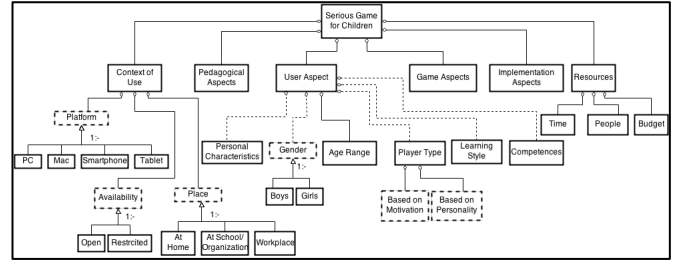 Serious Game
for Children
Context of
Use
Pedagogical
Aspects
User Aspect
Game Aspects
Implementation
Aspects
Resources
Platform
1:-
PC
Mac
Smartphone
Tablet
Availability
1:-
Open
Restrcited
Place
1:-
At
Home
At School/
Organization
Workplace
Personal
Characteristics
Gender
1:-
Boys
Girls
Age Range
Player Type
Based on
Motivation
Based on
Personality
Learning
Style
Competences
Time
People
Budget